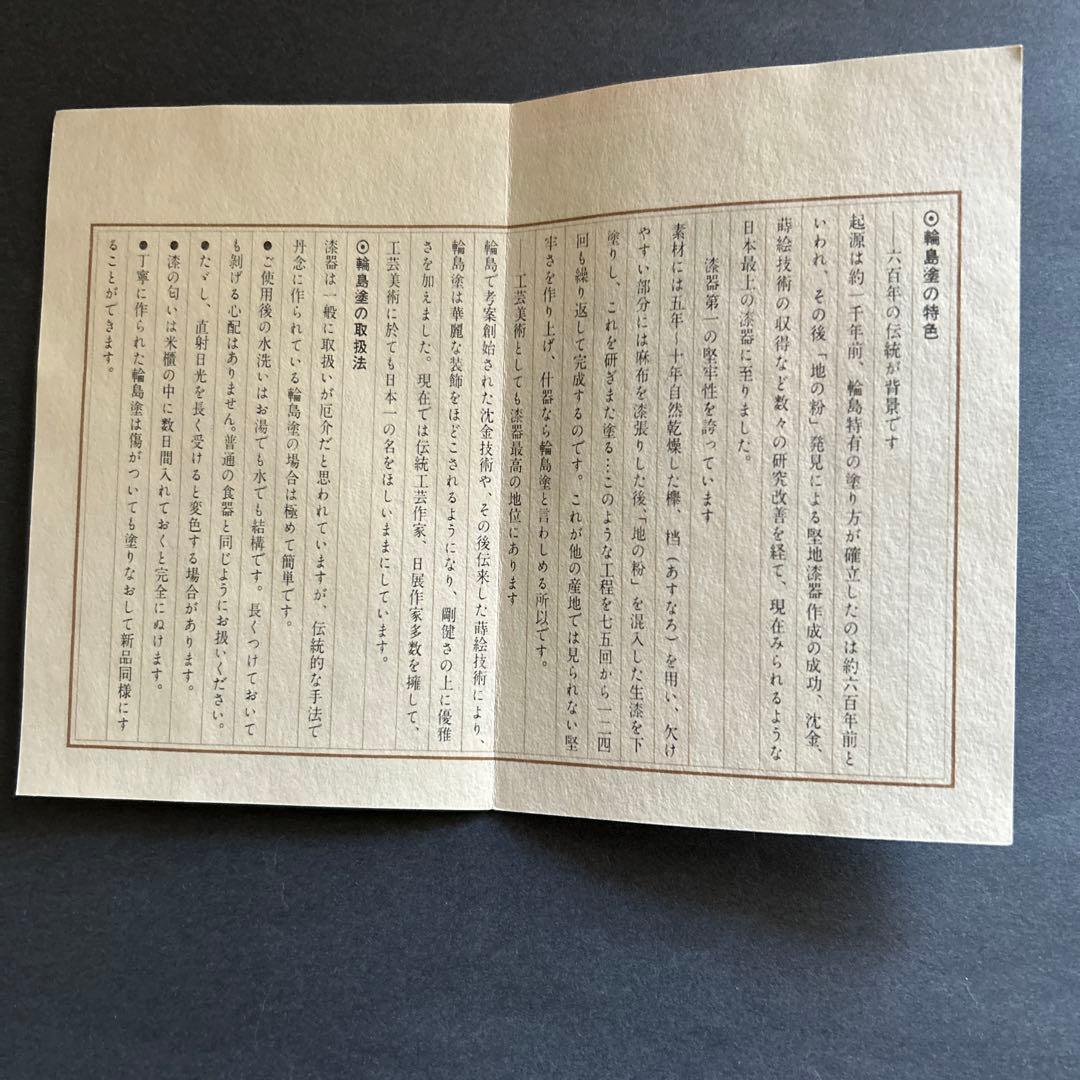 ⦿輪島塗の特色
――六百年の伝統が背景です
起源は約一千年前、輪島特有の塗り方が確立したのは約六百年前と
いわれ、その後「地の粉」発見による堅地漆器作成の成功、沈金、
蒔絵技術の収得など数々の研究改善を経て、現在みられるような
日本最上の漆器に至りました。
漆器第一の堅牢性を誇っています
素材には五年〜十年自然乾燥した欅、档（あすなろ）を用い、欠け
やすい部分には麻布を漆張りした後、「地の粉」を混入した生漆を下
塗りし、これを研ぎまた塗る…このような工程を七五回から一二四
回も繰り返して完成するのです。これが他の産地では見られない堅
牢さを作り上げ、什器なら輪島塗と言わしめる所以です。
工芸美術としても漆器最高の地位にあります
輪島で考案創始された沈金技術や、その後伝来した蒔絵技術により、
輪島塗は華麗な装飾をほどこされるようになり、剛健さの上に優雅
さを加えました。現在では伝統工芸作家、日展作家多数を擁して、
工芸美術に於ても日本一の名をほしいままにしています。
⦿輪島塗の取扱法
漆器は一般に取扱いが厄介だと思われていますが、伝統的な手法で
丹念に作られている輪島塗の場合は極めて簡単です。
●ご使用後の水洗いはお湯でも水でも結構です。長くつけておいて
も剥げる心配はありません。普通の食器と同じようにお扱いください。
●たゞし、直射日光を長く受けると変色する場合があります。
●漆の匂いは米櫃の中に数日間入れておくと完全にぬけます。
●丁寧に作られた輪島塗は傷がついても塗りなおして新品同様にす
ることができます。